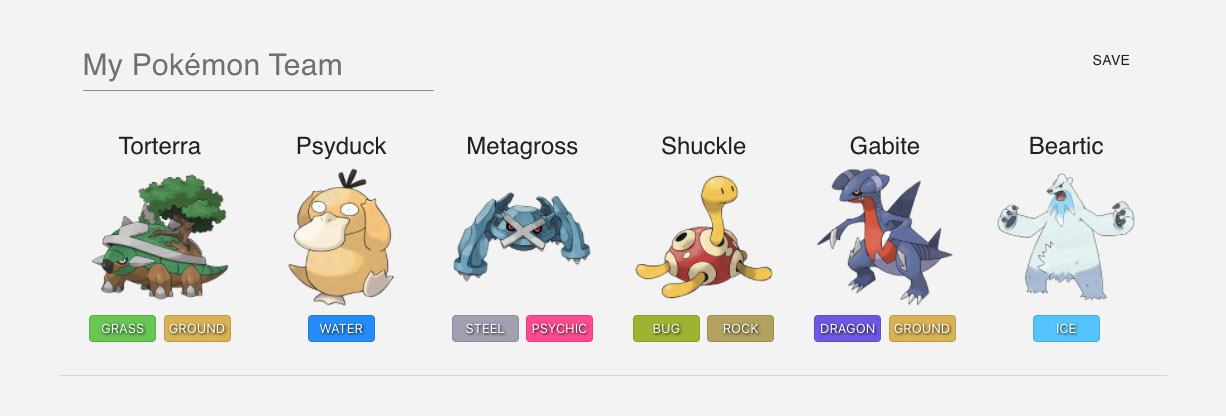 My Pokémon Team
SAVE
Torterra Psyduck Metagross Shuckle Gabite Beartic
GRASS GROUND WATER STEEL PSYCHIC BUG ROCK DRAGON GROUND ICE